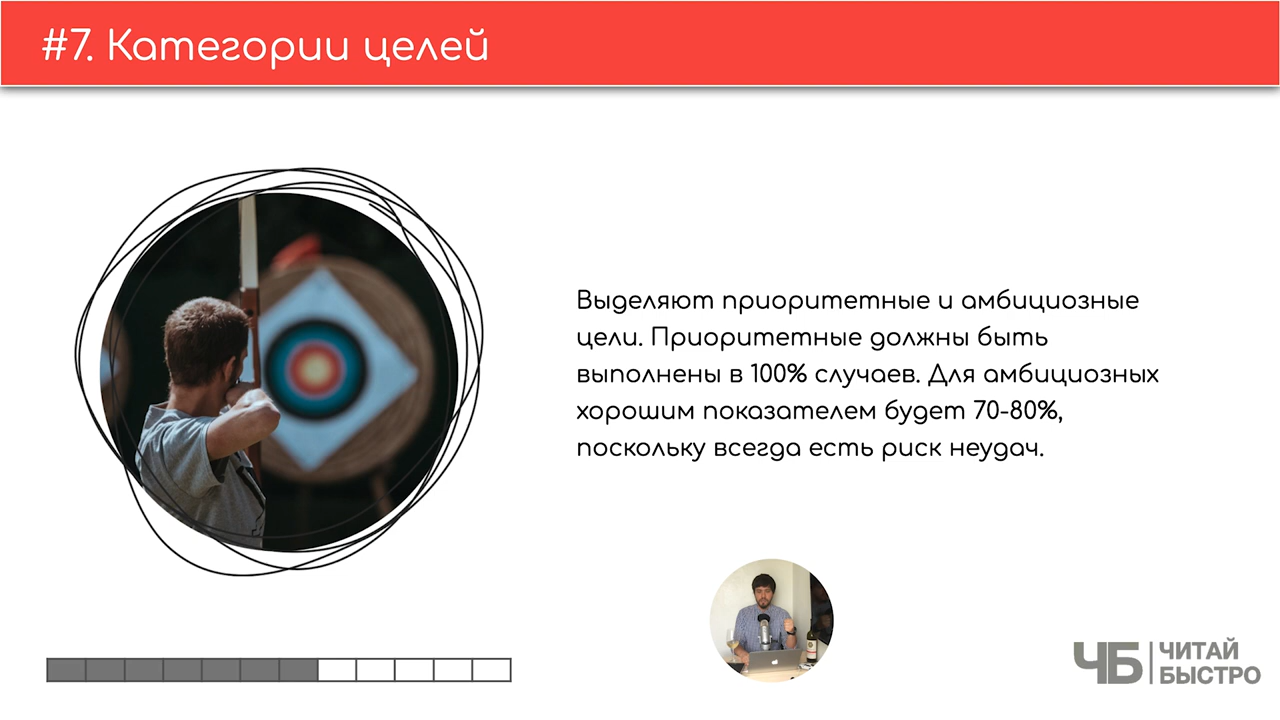 #7. Категории целей
Выделяют приоритетные и амбициозные
цели. Приоритетные должны быть
выполнены в 100% случаев. Для амбициозных
хорошим показателем будет 70-80%,
поскольку всегда есть риск неудач.
ЧБ
ЧИТАЙ
БЫСТРО